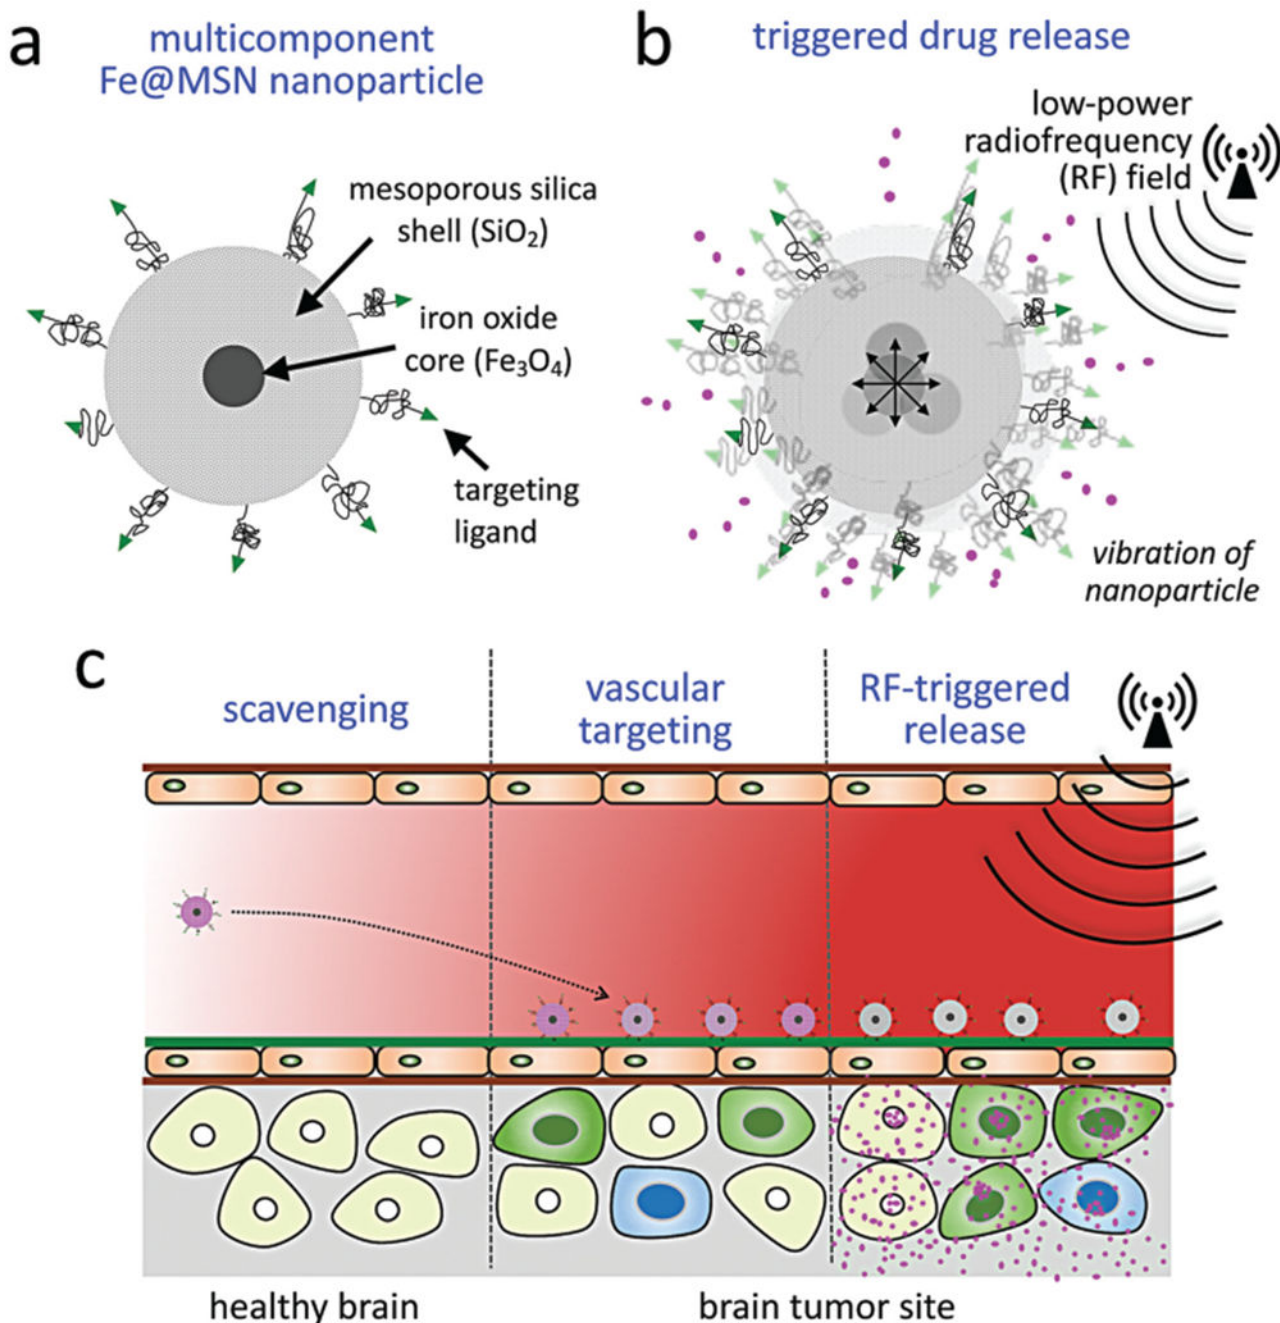 a
multicomponent
Fe@MSN nanoparticle
mesoporous silica
shell (SiO₂)
iron oxide
core (Fe₃O₄)
targeting
ligand
b
triggered drug release
low-power
radiofrequency
(RF) field
vibration of
nanoparticle
c
scavenging
vascular
targeting
RF-triggered
release
healthy brain
brain tumor site